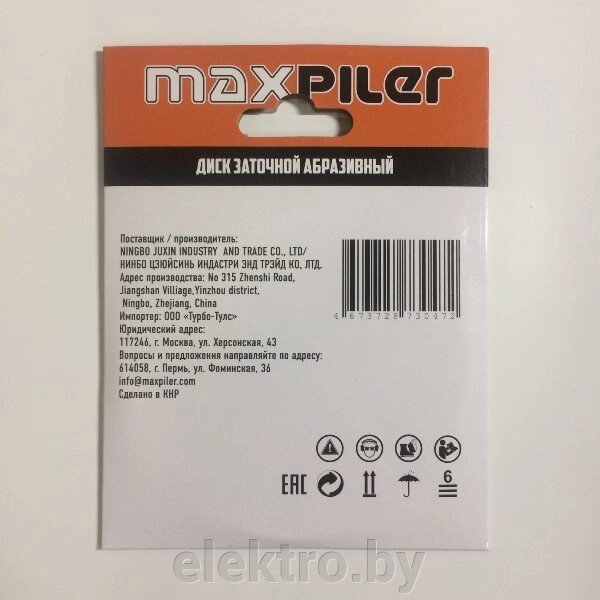 maxpiler
ДИСК ЗАТОЧНОЙ АБРАЗИВНЫЙ
Поставщик / производитель:
NINGBO JUXIN INDUSTRY AND TRADE CO., LTD/
НИНБО ЦЗЮЙСИНЬ ИНДАСТРИ ЭНД ТРЭЙД КО, ЛТД.
Адрес производства: No 315 Zhenshi Road,
Jiangshan Villiage,Yinzhou district,
Ningbo, Zhejiang, China
Импортер: ООО «Турбо-Тулс»
Юридический адрес:
117246, г. Москва, ул. Херсонская, 43
Вопросы и предложения направляйте по адресу:
614058, г. Пермь, ул. Фоминская, 36
info@maxpiler.com
Сделано в КНР
4673728730472
EAC
6
elektro.by